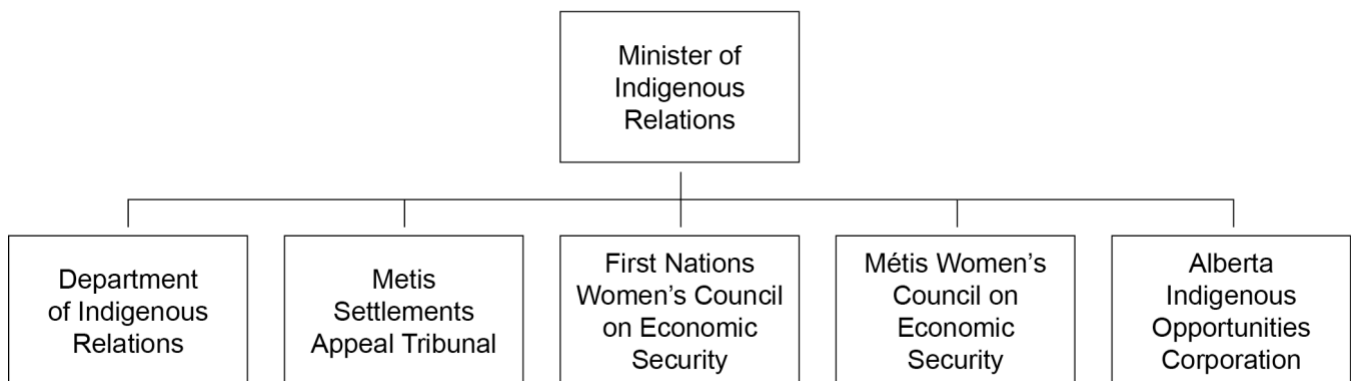 Minister of
Indigenous
Relations
Department
of Indigenous
Relations
Metis
Settlements
Appeal Tribunal
First Nations
Women’s Council
on Economic
Security
Métis Women’s
Council on
Economic
Security
Alberta
Indigenous
Opportunities
Corporation